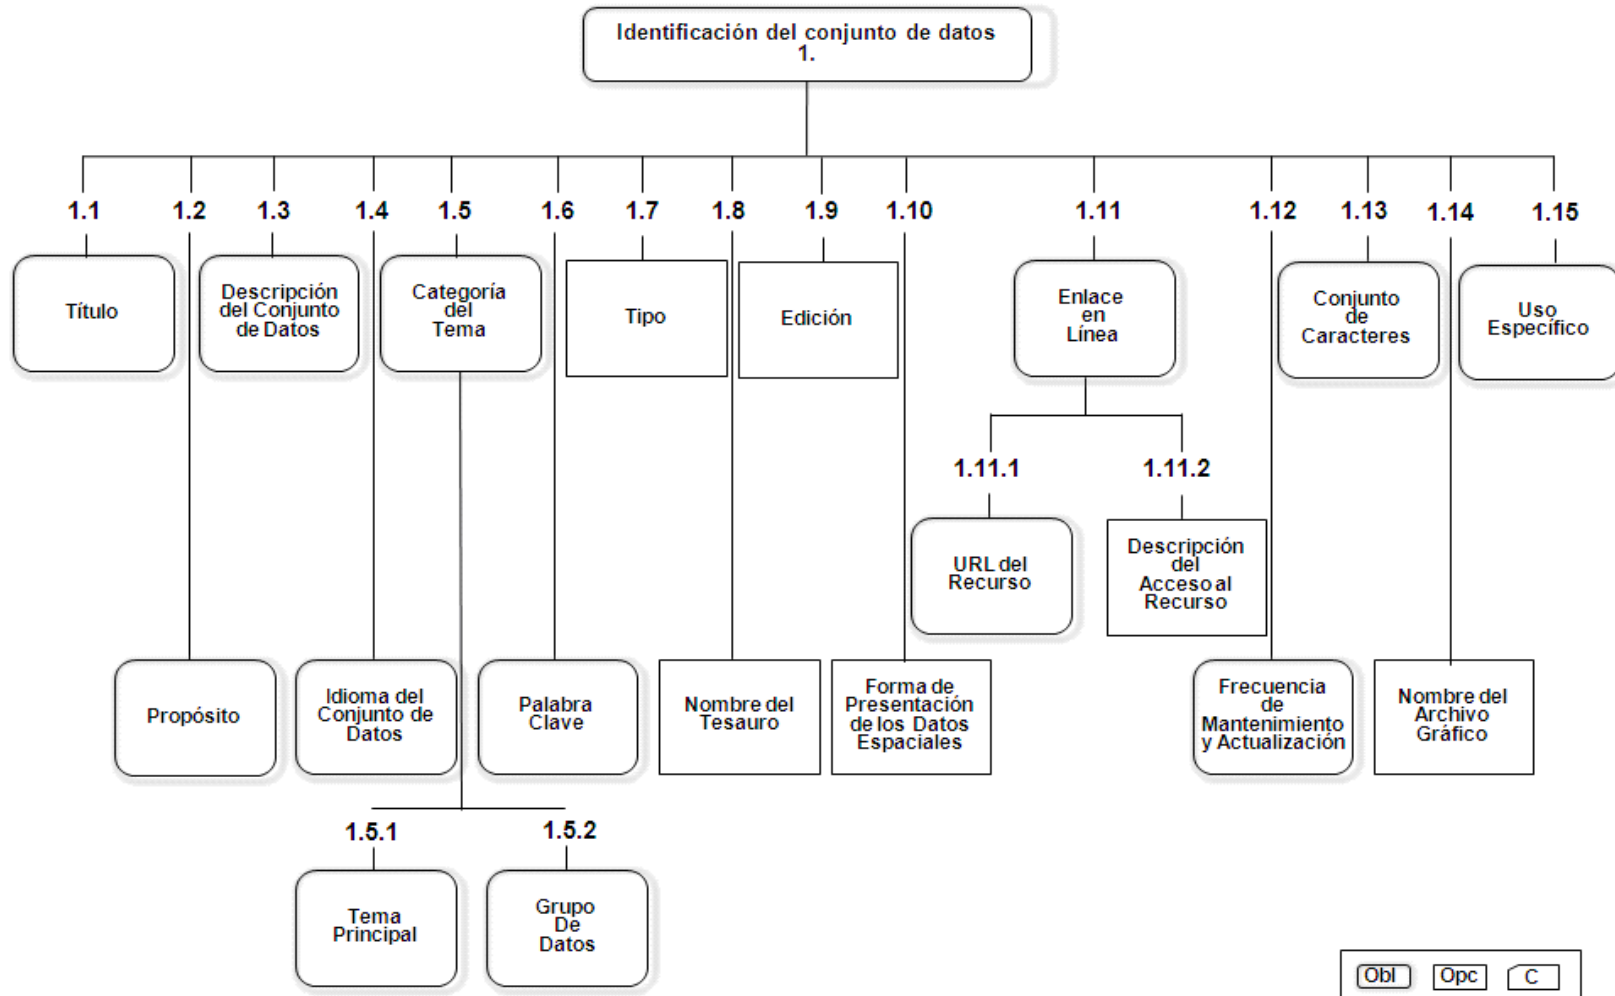 Identificación del conjunto de datos
1.
1.1
1.2
1.3
1.4
1.5
1.6
1.7
1.8
1.9
1.10
1.11
1.12
1.13
1.14
1.15
Título
Descripción
del Conjunto
de Datos
Categoría
del
Tema
Tipo
Edición
Enlace
en
Línea
Conjunto
de
Caracteres
Uso
Específico
1.11.1
1.11.2
URL del
Recurso
Descripción
del
Acceso al
Recurso
Propósito
Idioma del
Conjunto de
Datos
Palabra
Clave
Nombre del
Tesauro
Forma de
Presentación
de los Datos
Espaciales
Frecuencia
de
Mantenimiento
y Actualización
Nombre del
Archivo
Gráfico
1.5.1
1.5.2
Tema
Principal
Grupo
De
Datos
Obl
Opc
C